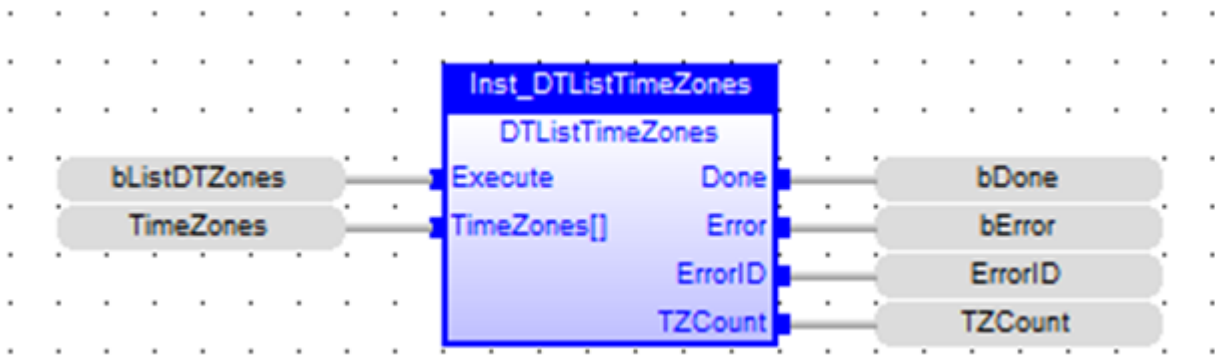 Inst_DTListTimeZones
DTListTimeZones
bListDTZones Execute Done bDone
TimeZones TimeZones[] Error bError
ErrorID ErrorID
TZCount TZCount